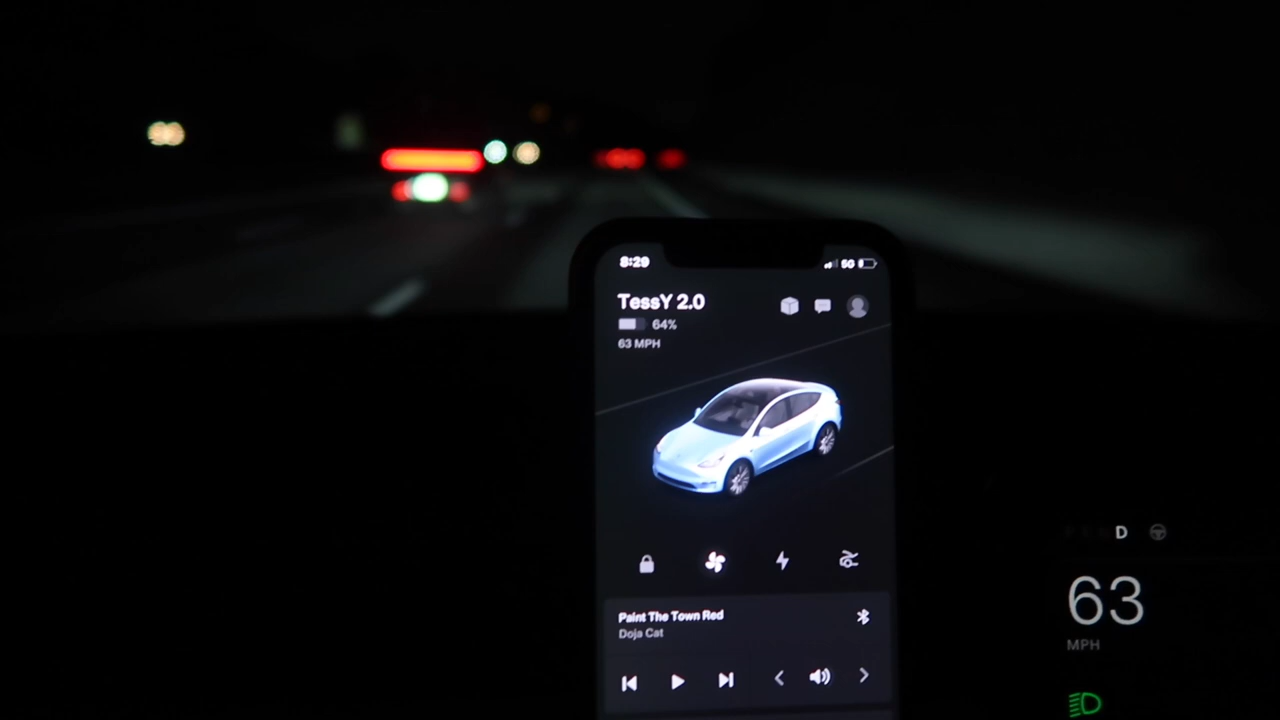 8:29
5G
TessY 2.0
64%
63 MPH
Paint The Town Red
Doja Cat
D
63
MPH